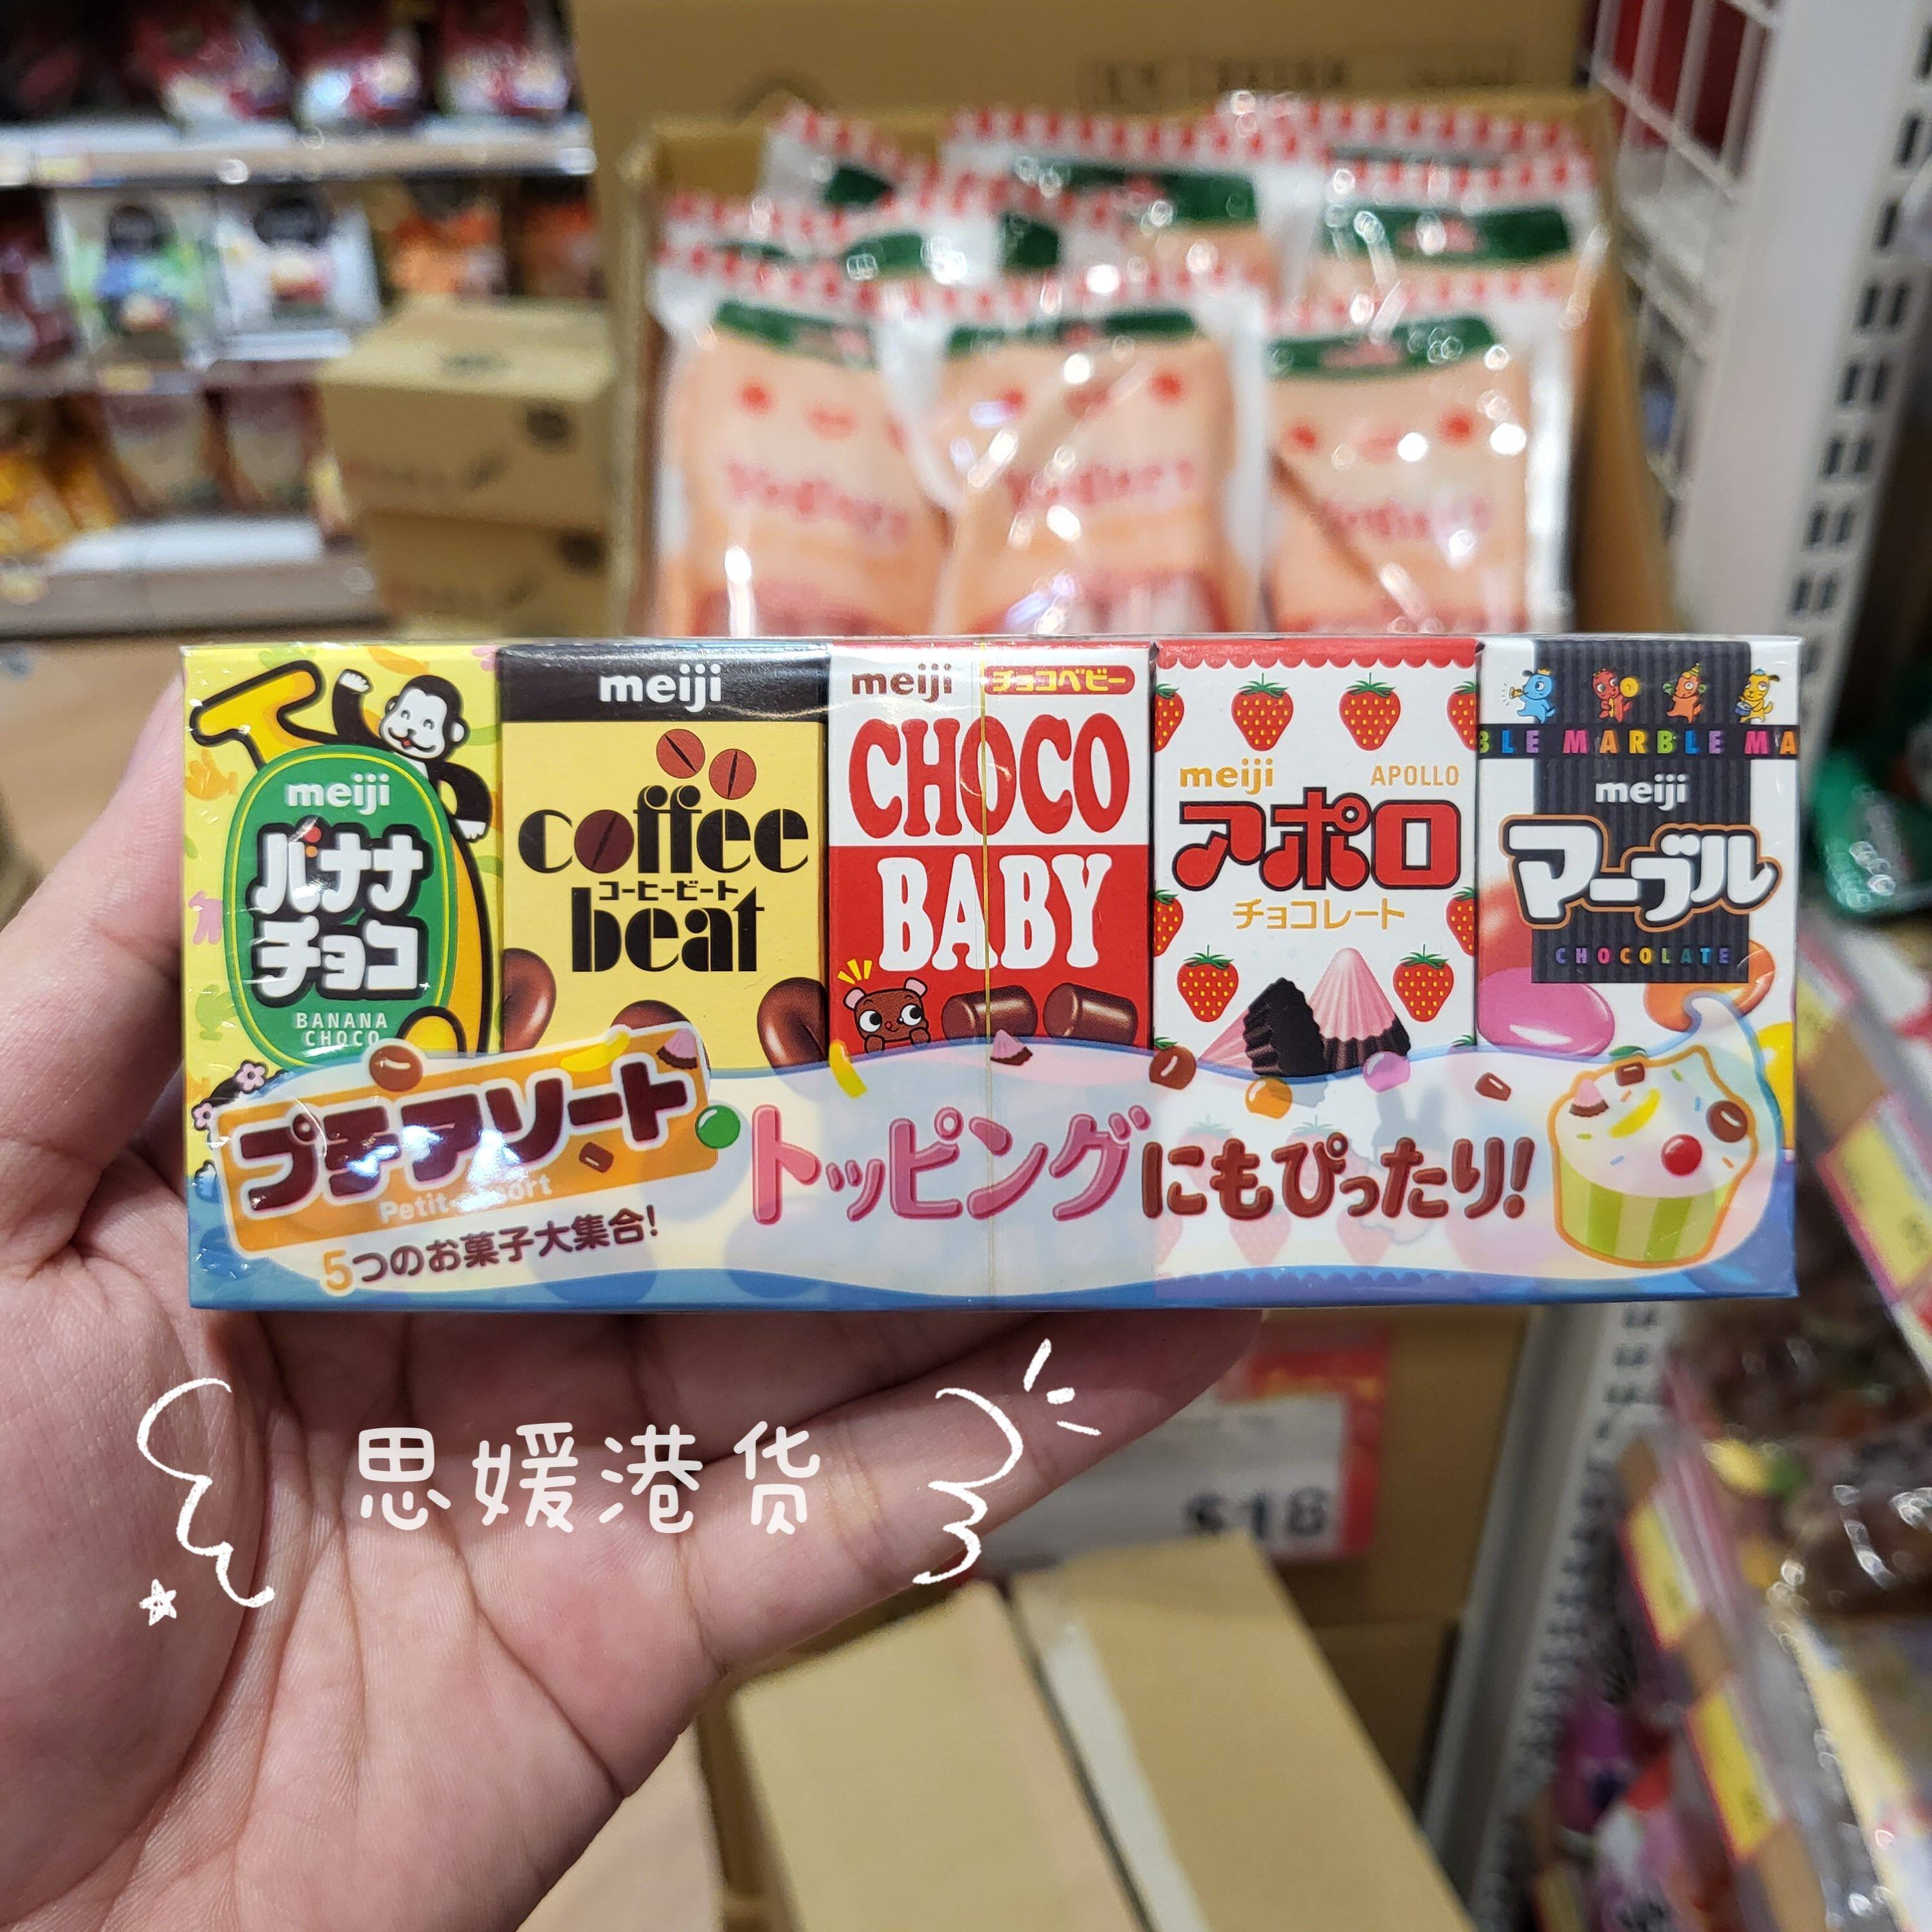 meiji
バナナ
チョコ
BANANA
CHOCO
meiji
coffee
コーヒービート
beat
meiji チョコベビー
CHOCO
BABY
meiji APOLLO
アポロ
チョコレート
BLE MARBLE MA
meiji
マーブル
CHOCOLATE
プチアソート
5つのお菓子大集合!
トッピングにもぴったり!
思媛港货
$18